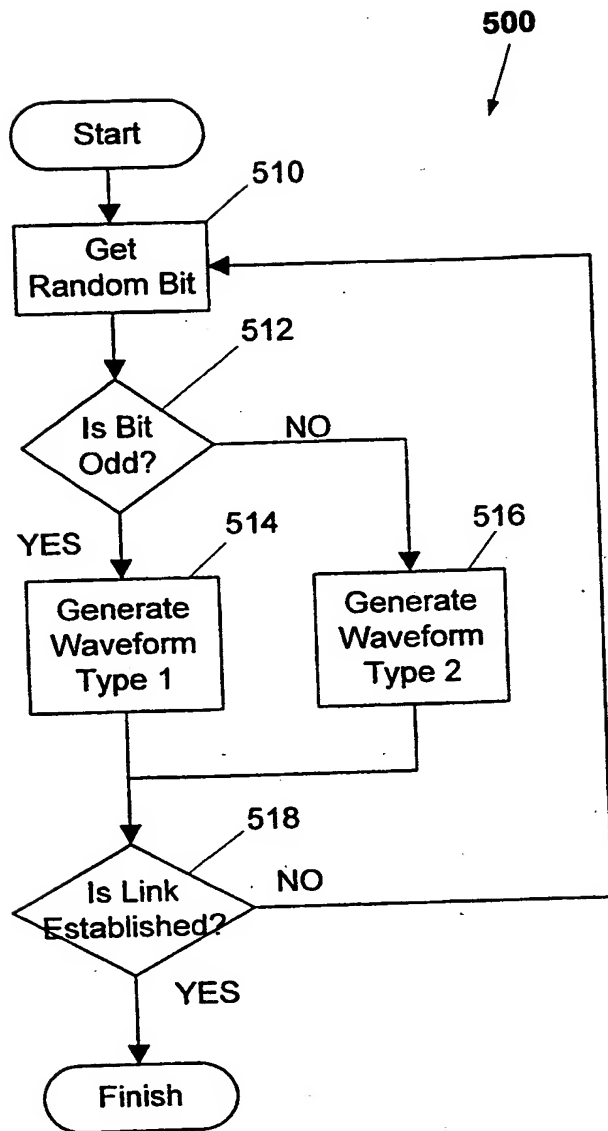 500
Start
510
Get
Random Bit
512
Is Bit
Odd?
NO
YES
514
516
Generate
Waveform
Type 1
Generate
Waveform
Type 2
518
Is Link
Established?
NO
YES
Finish